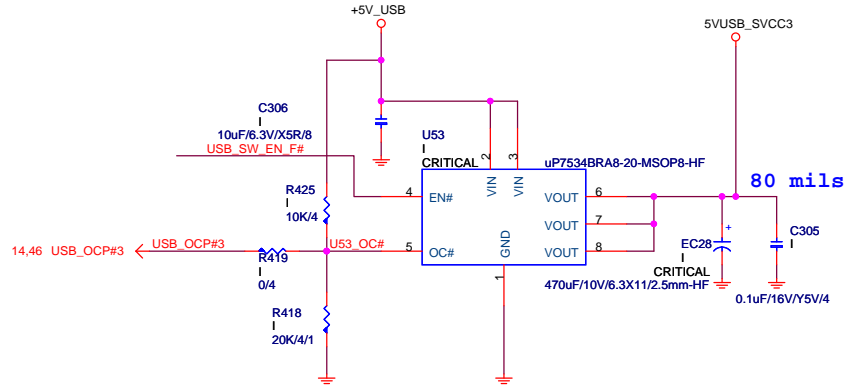 +5V_USB
5VUSB_SVCC3
C306
I
10uF/6.3V/X5R/8
USB_SW_EN_F#
U53
I
CRITICAL
2
3
uP7534BRA8-20-MSOP8-HF
80 mils
VIN
VIN
4
EN#
VOUT
6
R425
I
10K/4
VOUT
7
14,46
USB_OCP#3
USB_OCP#3
U53_OC#
5
OC#
GND
VOUT
8
R419
I
0/4
1
+
EC28
I
CRITICAL
470uF/10V/6.3X11/2.5mm-HF
C305
I
0.1uF/16V/Y5V/4
R418
I
20K/4/1